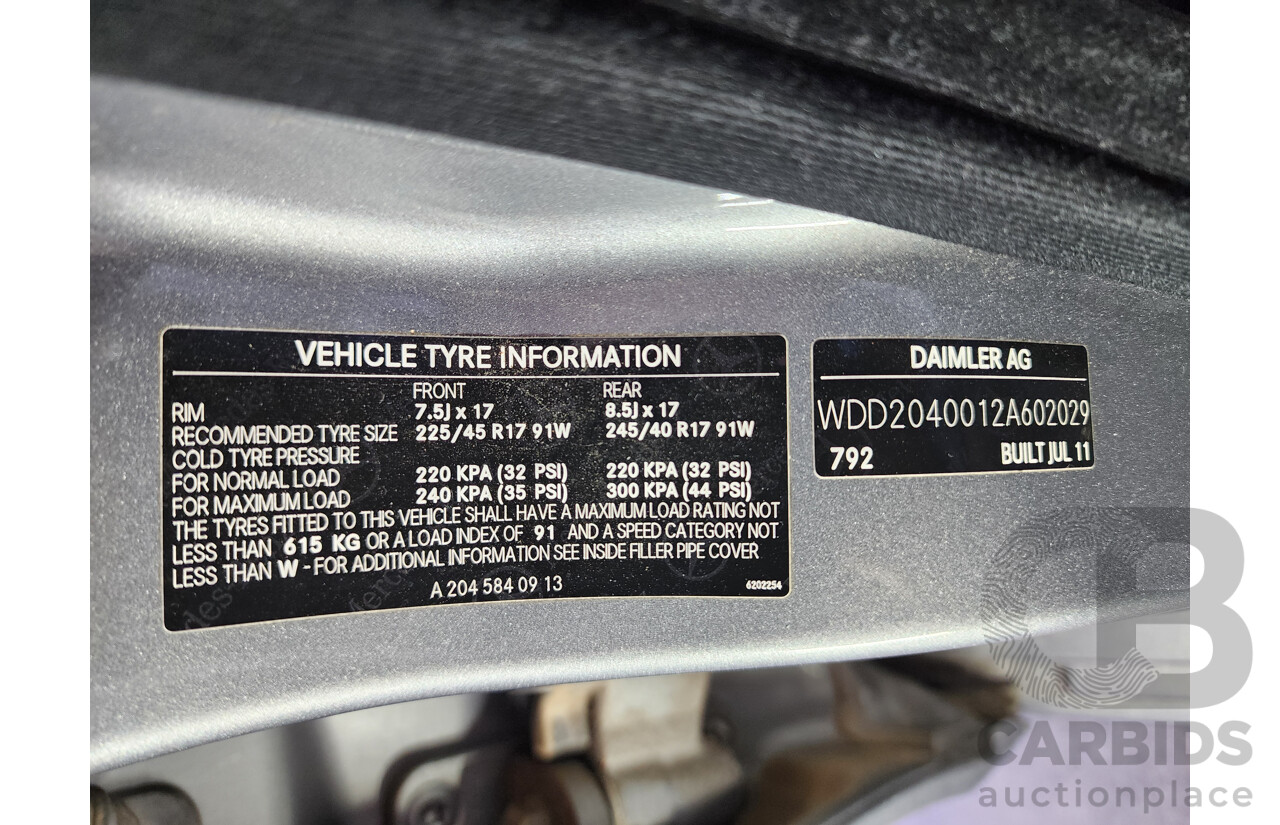 VEHICLE TYRE INFORMATION
FRONT REAR
RIM 7.5J x 17 8.5J x 17
RECOMMENDED TYRE SIZE 225/45 R17 91W 245/40 R17 91W
COLD TYRE PRESSURE
FOR NORMAL LOAD 220 KPA (32 PSI) 220 KPA (32 PSI)
FOR MAXIMUM LOAD 240 KPA (35 PSI) 300 KPA (44 PSI)
THE TYRES FITTED TO THIS VEHICLE SHALL HAVE A MAXIMUM LOAD RATING NOT
LESS THAN 615 KG OR A LOAD INDEX OF 91 AND A SPEED CATEGORY NOT
LESS THAN W - FOR ADDITIONAL INFORMATION SEE INSIDE FILLER PIPE COVER
A 204 584 09 13 6202254
DAIMLER AG
WDD2040012A602029
792 BUILT JUL 11
CB
CARBIDS
auctionplace